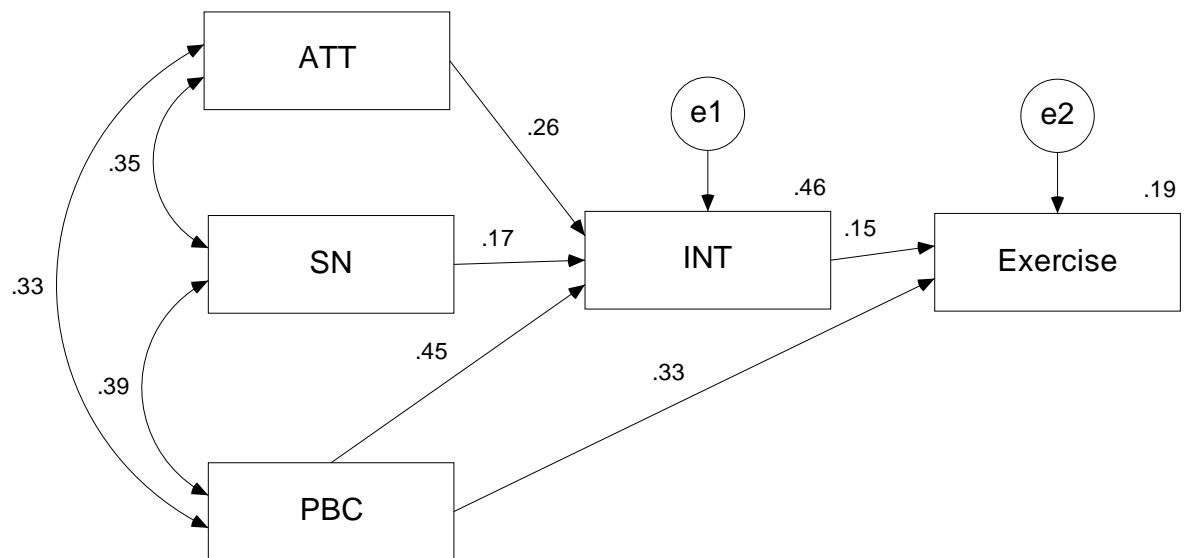 ATT
e1
e2
.26
.35
.46
.19
.17
.15
SN
INT
Exercise
.33
.45
.39
.33
PBC